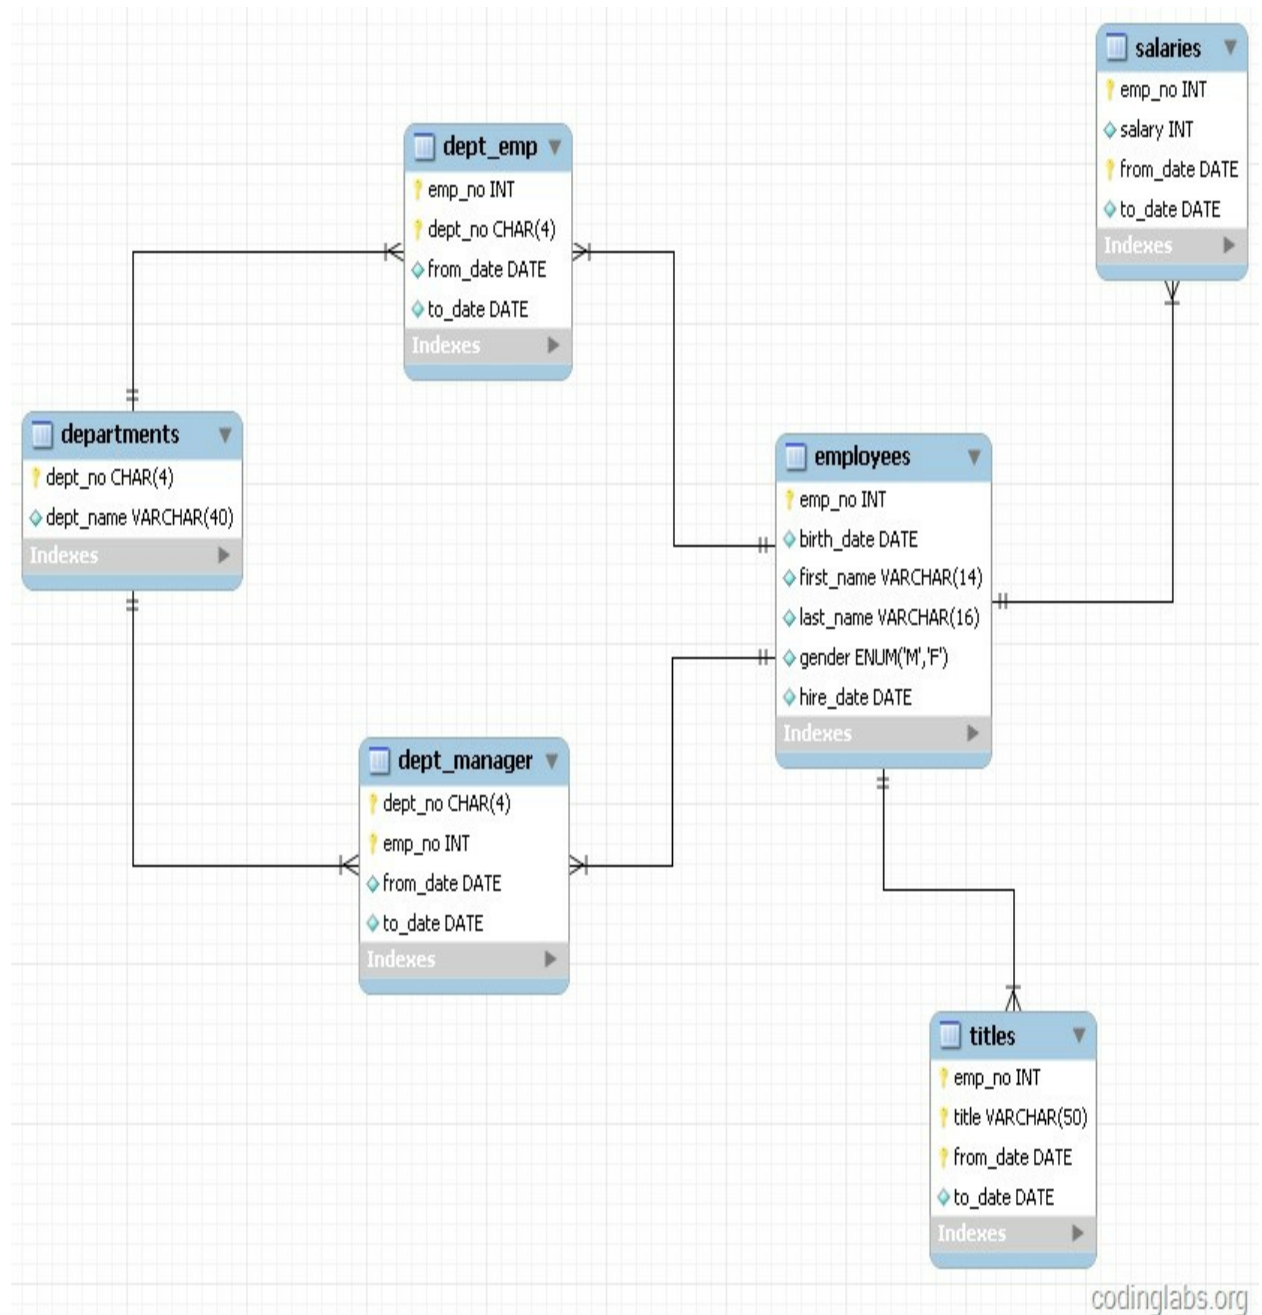 salaries
emp_no INT
salary INT
from_date DATE
to_date DATE
Indexes
dept_emp
emp_no INT
dept_no CHAR(4)
from_date DATE
to_date DATE
Indexes
departments
dept_no CHAR(4)
dept_name VARCHAR(40)
Indexes
employees
emp_no INT
birth_date DATE
first_name VARCHAR(14)
last_name VARCHAR(16)
gender ENUM('M','F')
hire_date DATE
Indexes
dept_manager
dept_no CHAR(4)
emp_no INT
from_date DATE
to_date DATE
Indexes
titles
emp_no INT
title VARCHAR(50)
from_date DATE
to_date DATE
Indexes
codinglabs.org